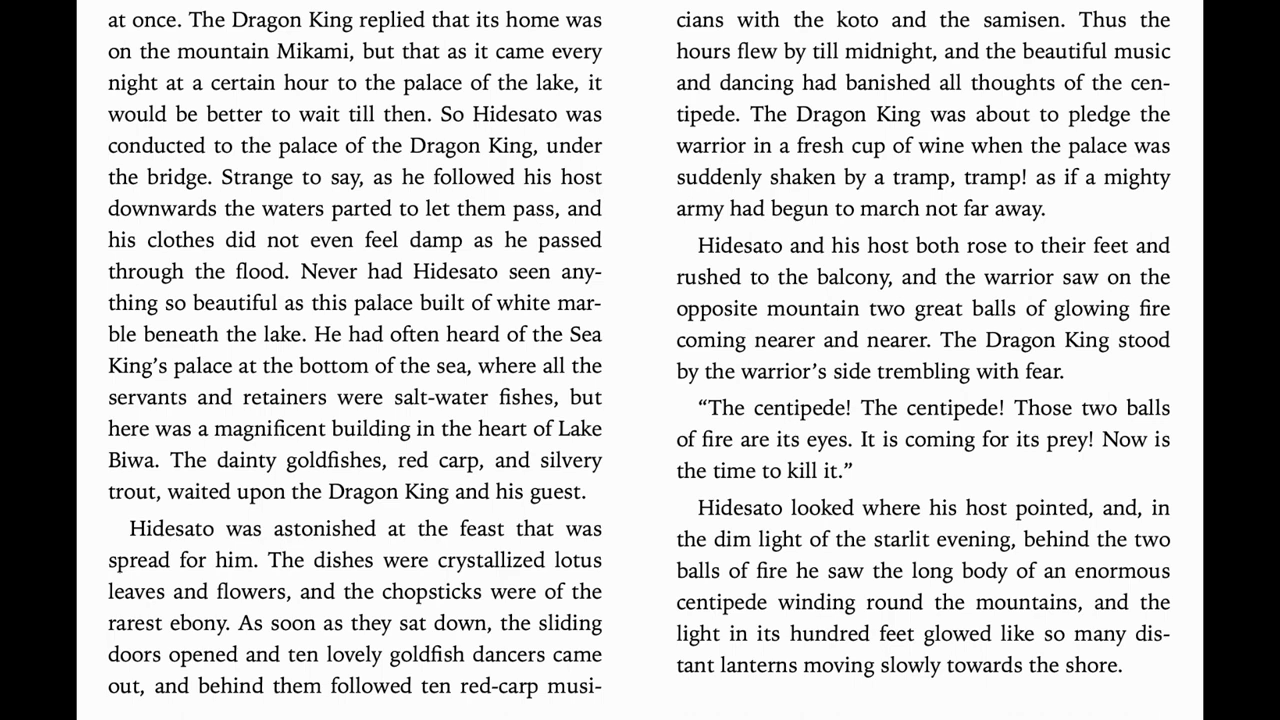 at once. The Dragon King replied that its home was
on the mountain Mikami, but that as it came every
night at a certain hour to the palace of the lake, it
would be better to wait till then. So Hidesato was
conducted to the palace of the Dragon King, under
the bridge. Strange to say, as he followed his host
downwards the waters parted to let them pass, and
his clothes did not even feel damp as he passed
through the flood. Never had Hidesato seen any-
thing so beautiful as this palace built of white mar-
ble beneath the lake. He had often heard of the Sea
King’s palace at the bottom of the sea, where all the
servants and retainers were salt-water fishes, but
here was a magnificent building in the heart of Lake
Biwa. The dainty goldfishes, red carp, and silvery
trout, waited upon the Dragon King and his guest.
Hidesato was astonished at the feast that was
spread for him. The dishes were crystallized lotus
leaves and flowers, and the chopsticks were of the
rarest ebony. As soon as they sat down, the sliding
doors opened and ten lovely goldfish dancers came
out, and behind them followed ten red-carp musi-
cians with the koto and the samisen. Thus the
hours flew by till midnight, and the beautiful music
and dancing had banished all thoughts of the cen-
tipede. The Dragon King was about to pledge the
warrior in a fresh cup of wine when the palace was
suddenly shaken by a tramp, tramp! as if a mighty
army had begun to march not far away.
Hidesato and his host both rose to their feet and
rushed to the balcony, and the warrior saw on the
opposite mountain two great balls of glowing fire
coming nearer and nearer. The Dragon King stood
by the warrior’s side trembling with fear.
“The centipede! The centipede! Those two balls
of fire are its eyes. It is coming for its prey! Now is
the time to kill it.”
Hidesato looked where his host pointed, and, in
the dim light of the starlit evening, behind the two
balls of fire he saw the long body of an enormous
centipede winding round the mountains, and the
light in its hundred feet glowed like so many dis-
tant lanterns moving slowly towards the shore.